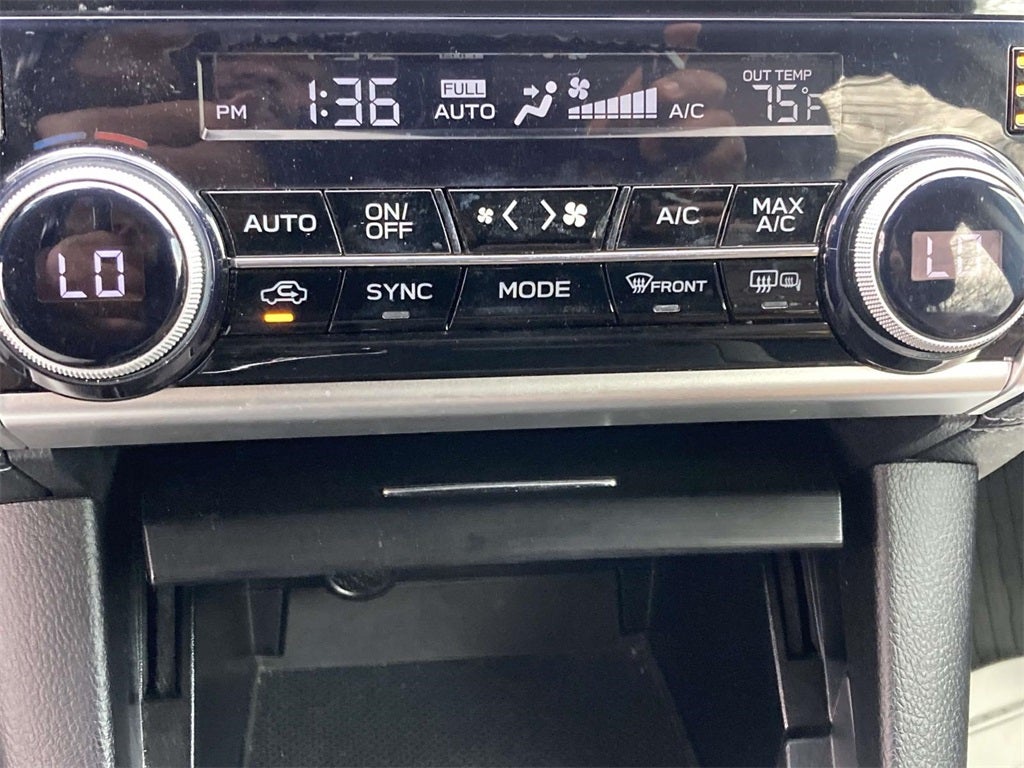 PM 1:36 FULL AUTO A/C OUT TEMP 75°F
AUTO ON/OFF A/C MAX A/C
LO LO
SYNC MODE FRONT